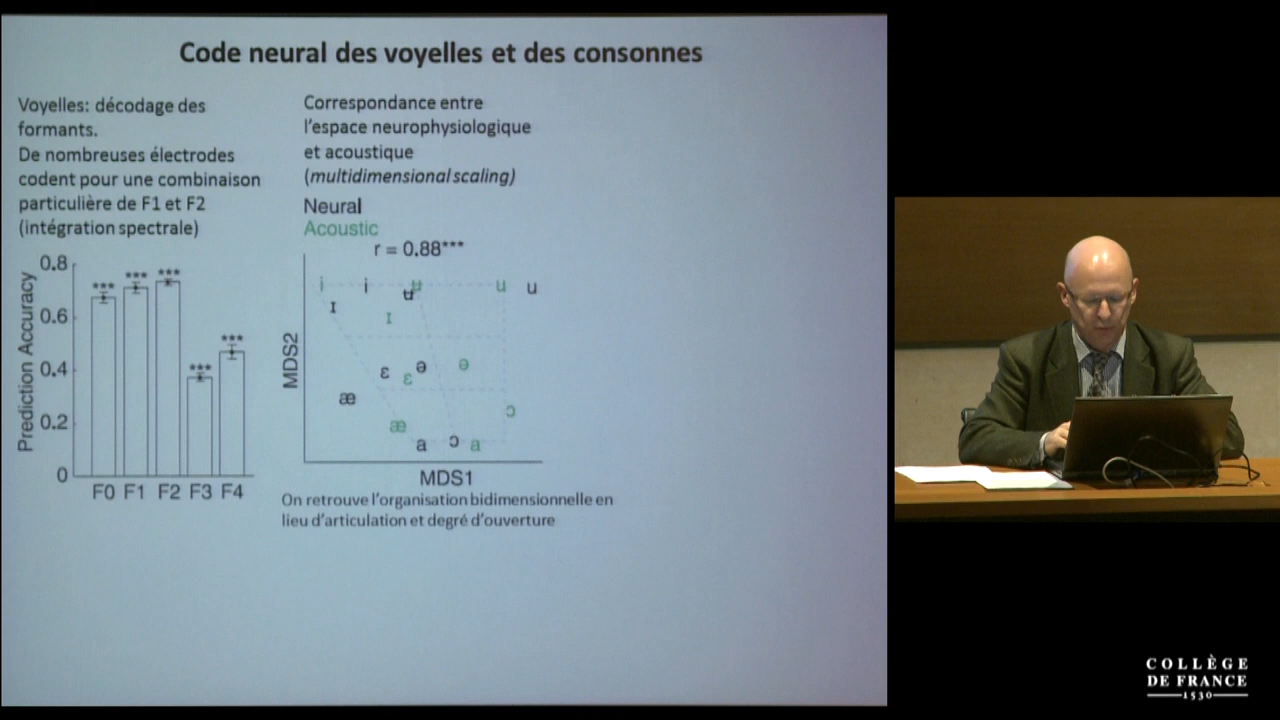 Code neural des voyelles et des consonnes
Voyelles: décodage des
formants.
De nombreuses électrodes
codent pour une combinaison
particulière de F1 et F2
(intégration spectrale)
Correspondance entre
l'espace neurophysiologique
et acoustique
(multidimensional scaling)
Neural
Acoustic
r = 0.88***
Prediction Accuracy
0.8
0.6
0.4
0.2
0
*** *** *** *** ***
F0 F1 F2 F3 F4
MDS2
i i ʉ ʉ u u
ɪ ɪ
ɛ ɛ ə ə
æ ɔ
æ a ɔ a
MDS1
On retrouve l'organisation bidimensionnelle en
lieu d'articulation et degré d'ouverture
COLLÈGE
DE FRANCE
1530